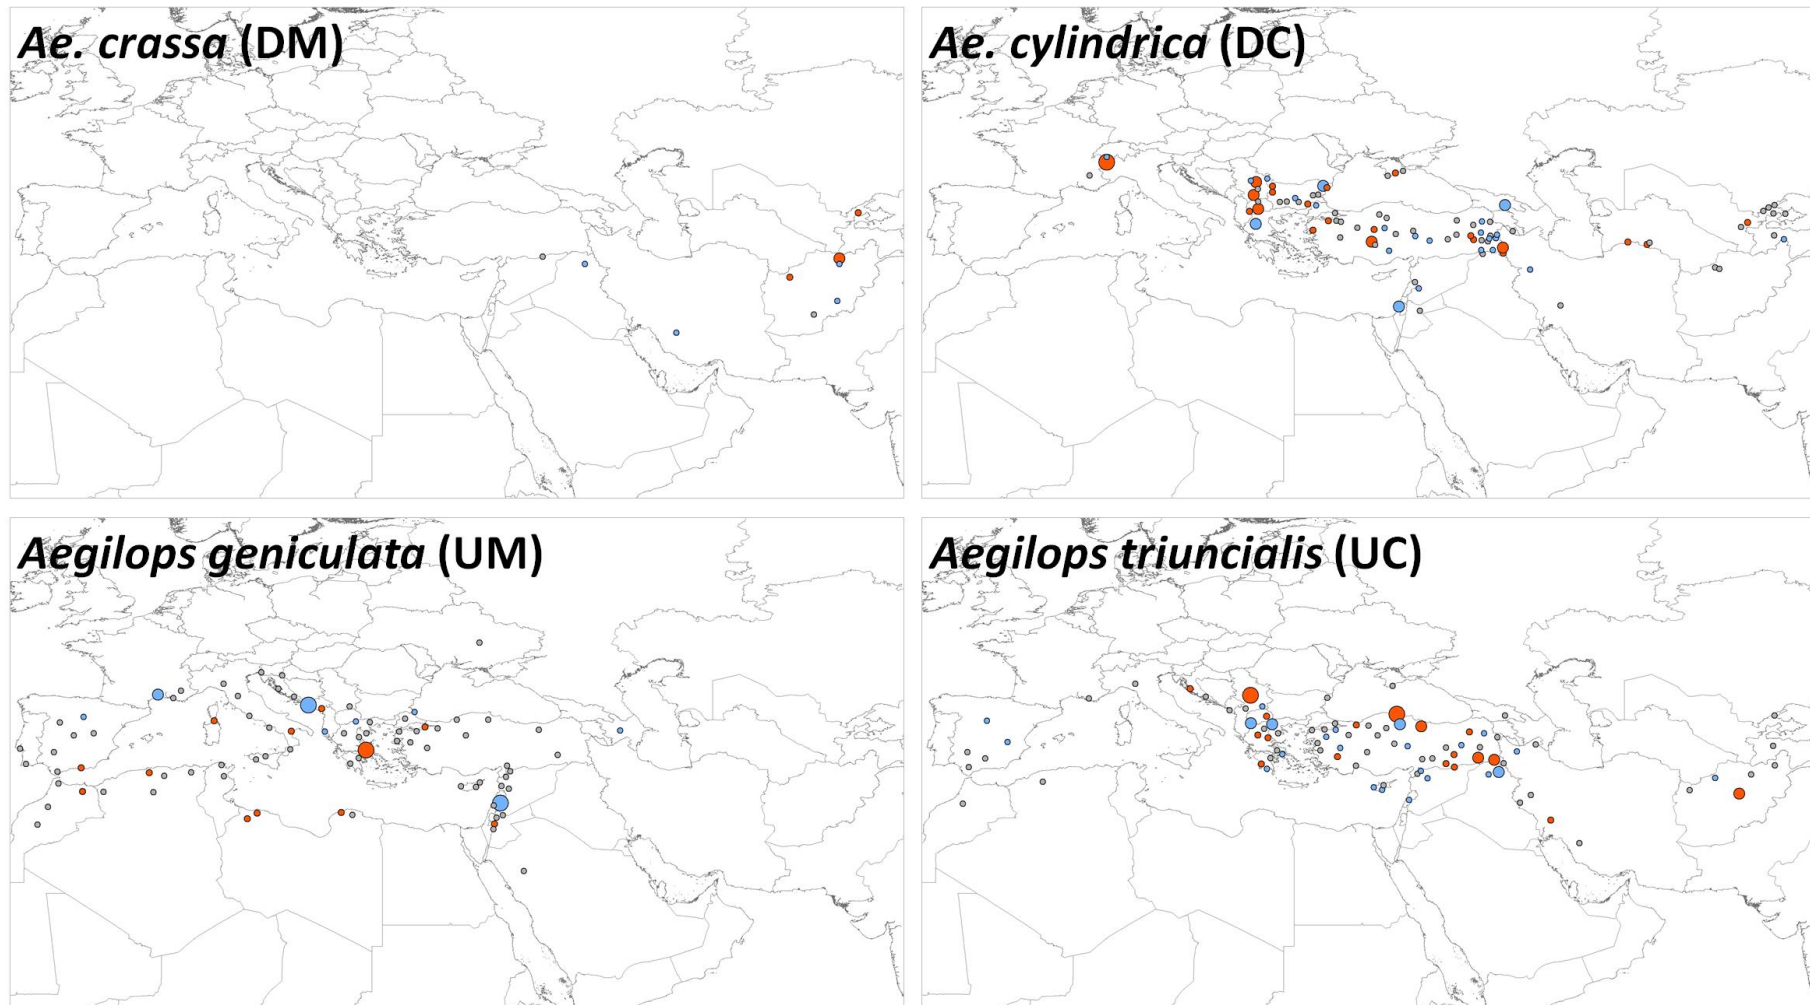 Ae. crassa (DM)
Ae. cylindrica (DC)
Aegilops geniculata (UM)
Aegilops triuncialis (UC)